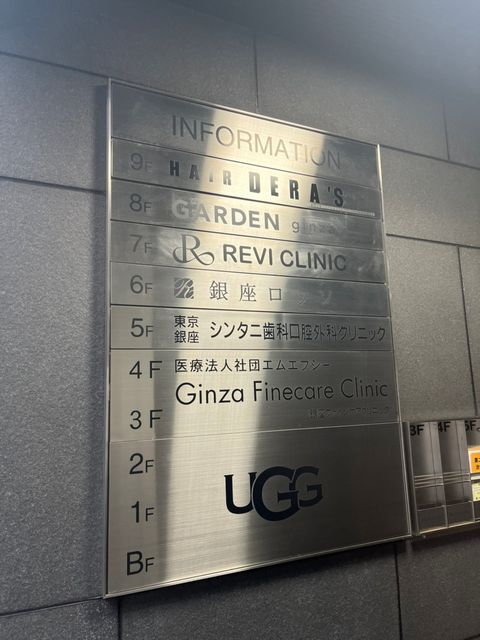 INFORMATION
9F HAIR DERA'S
8F GARDEN ginza
7F R REVI CLINIC
6F 銀座ロッソ
5F 東京銀座 シンタニ歯科口腔外科クリニック
4F 医療法人社団エムエフシー
Ginza Finecare Clinic
3F
2F
1F UGG
BF
3F 4F 5F